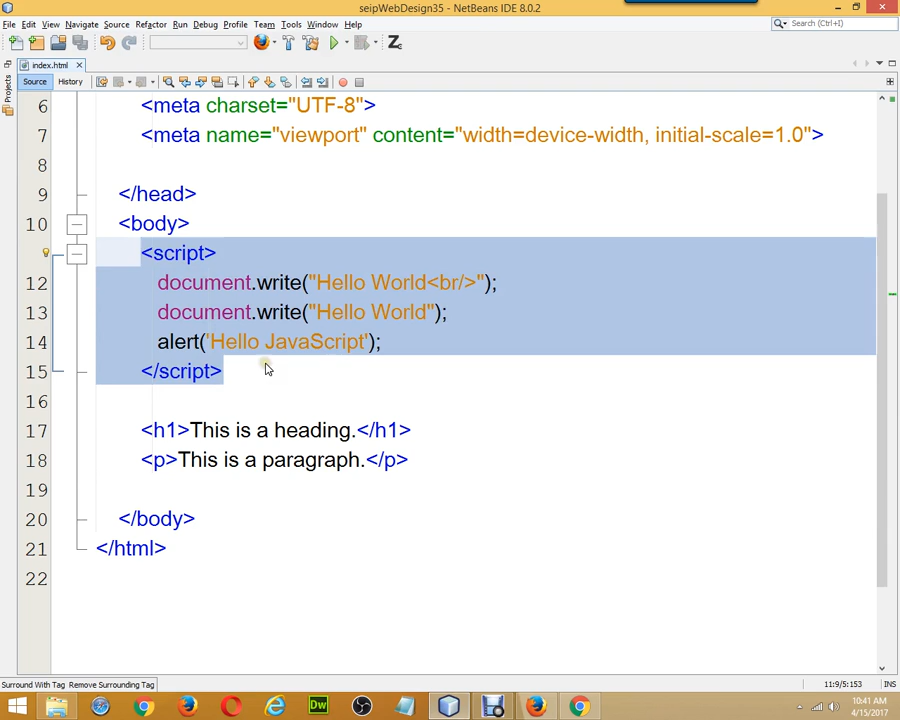 seipWebDesign35 - NetBeans IDE 8.0.2
File Edit View Navigate Source Refactor Run Debug Profile Team Tools Window Help
Search (Ctrl+I)
index.html
Source History
Projects
6 <meta charset="UTF-8">
7 <meta name="viewport" content="width=device-width, initial-scale=1.0">
8
9 </head>
10 <body>
<script>
12 document.write("Hello World<br/>");
13 document.write("Hello World");
14 alert('Hello JavaScript');
15 </script>
16
17 <h1>This is a heading.</h1>
18 <p>This is a paragraph.</p>
19
20 </body>
21 </html>
22
Surround With Tag Remove Surrounding Tag
11:9/5:153
INS
Dw
10:41 AM
4/15/2017